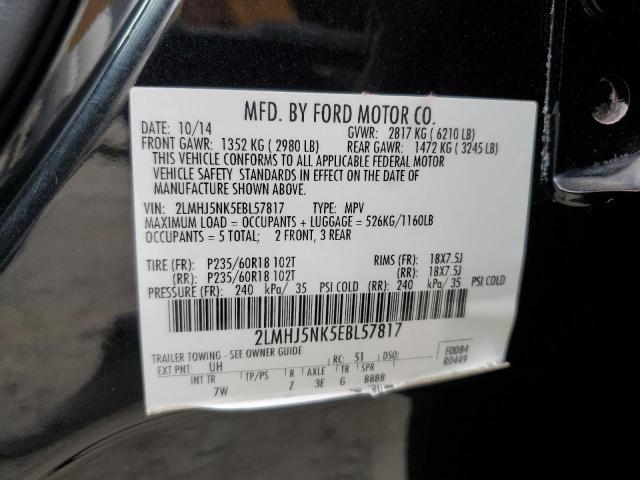 MFD. BY FORD MOTOR CO.
DATE: 10/14 GVWR: 2817 KG ( 6210 LB)
FRONT GAWR: 1352 KG ( 2980 LB) REAR GAWR: 1472 KG ( 3245 LB)
THIS VEHICLE CONFORMS TO ALL APPLICABLE FEDERAL MOTOR
VEHICLE SAFETY STANDARDS IN EFFECT ON THE DATE OF
MANUFACTURE SHOWN ABOVE.
VIN: 2LMHJ5NK5EBL57817 TYPE: MPV
MAXIMUM LOAD = OCCUPANTS + LUGGAGE = 526KG/1160LB
OCCUPANTS = 5 TOTAL; 2 FRONT, 3 REAR
TIRE (FR): P235/60R18 102T RIMS (FR): 18X7.5J
(RR): P235/60R18 102T (RR): 18X7.5J
PRESSURE (FR): 240 kPa/ 35 PSI COLD (RR): 240 kPa/ 35 PSI COLD
2LMHJ5NK5EBL57817
TRAILER TOWING - SEE OWNER GUIDE F0084
EXT PNT: UH RC: 51 DSO: R0449
INT TR TP/PS R AXLE TR SPR
7W Z 3E G BBBB